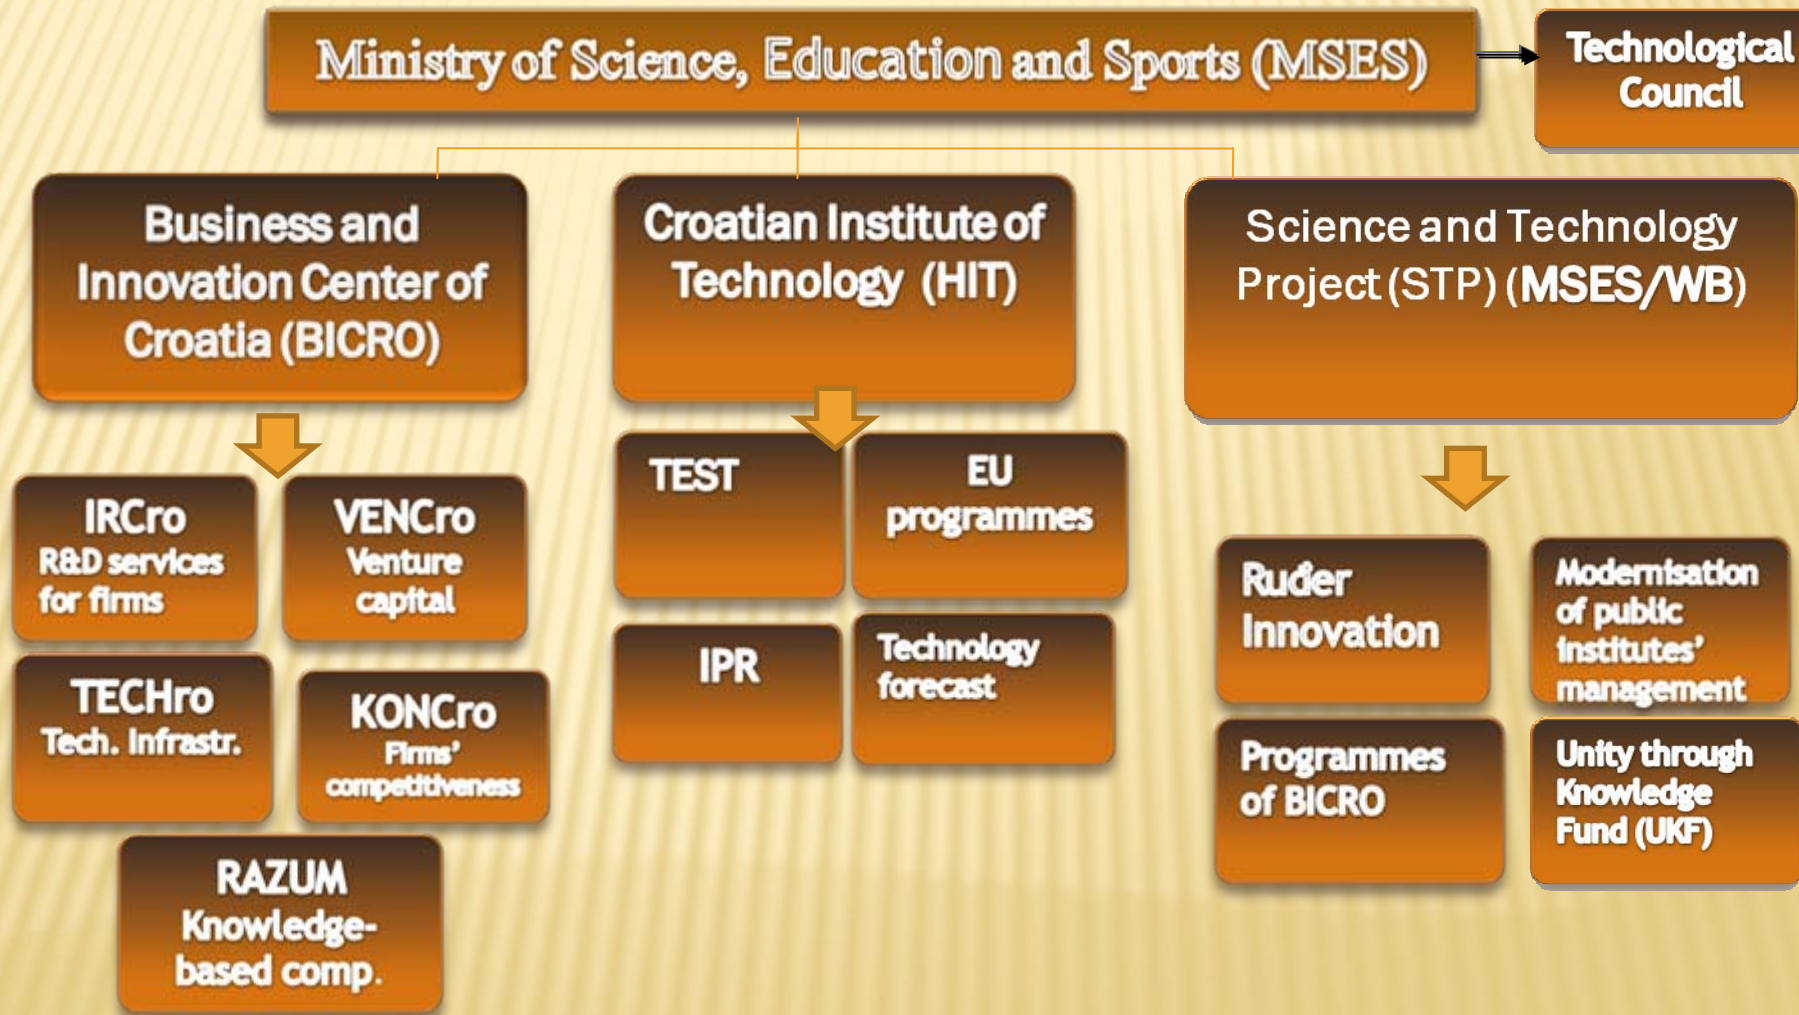 Ministry of Science, Education and Sports (MSES)
Technological
Council
Business and
Innovation Center of
Croatia (BICRO)
Croatian Institute of
Technology (HIT)
Science and Technology
Project (STP) (MSES/WB)
IRCro
R&D services
for firms
VENCro
Venture
capital
TECHro
Tech. Infrastr.
KONCro
Firms'
competitiveness
RAZUM
Knowledge-
based comp.
TEST
EU
programmes
IPR
Technology
forecast
Ruđer
Innovation
Modernisation
of public
institutes'
management
Programmes
of BICRO
Unity through
Knowledge
Fund (UKF)